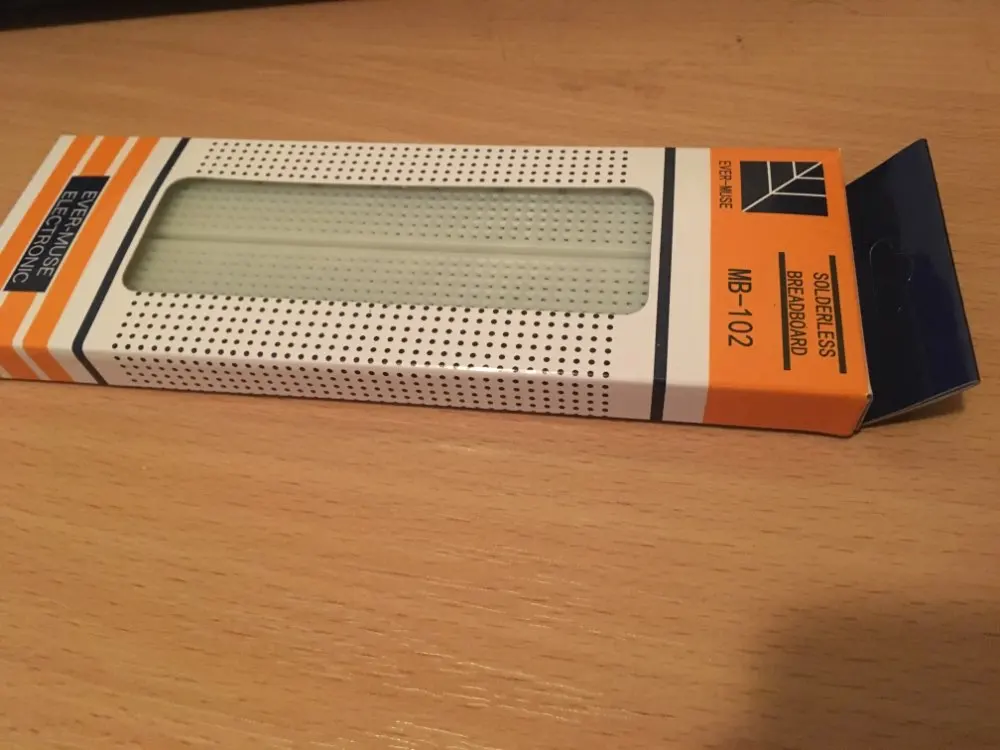 EVER-MUSE
ELECTRONIC
EVER-MUSE
SOLDERLESS
BREADBOARD
MB-102